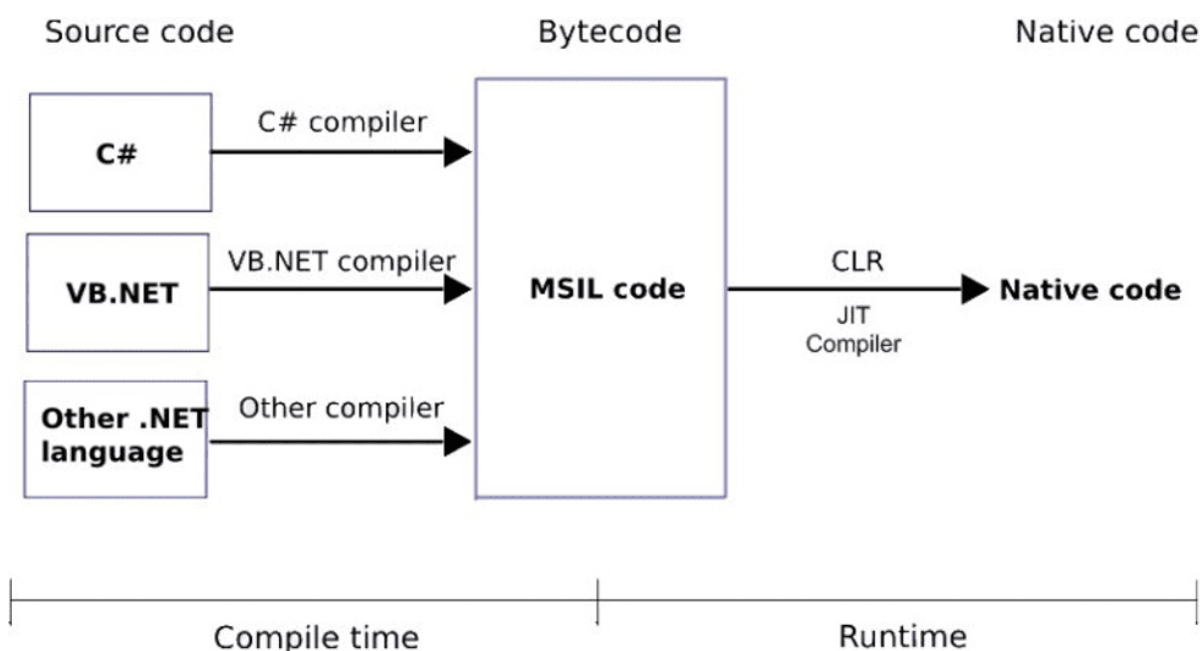 Source code
Bytecode
Native code
C#
C# compiler
VB.NET
VB.NET compiler
Other .NET
language
Other compiler
MSIL code
CLR
JIT
Compiler
Native code
Compile time
Runtime